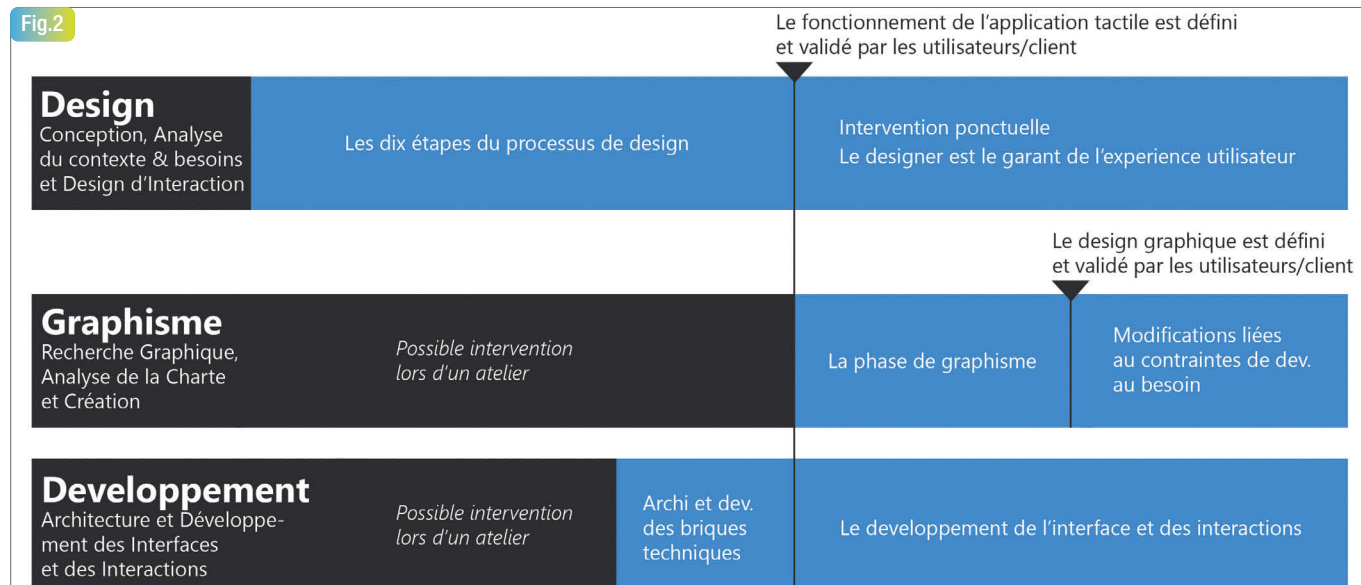 Fig.2
Le fonctionnement de l'application tactile est défini
et validé par les utilisateurs/client
Design
Conception, Analyse
du contexte & besoins
et Design d'Interaction
Les dix étapes du processus de design
Intervention ponctuelle
Le designer est le garant de l'experience utilisateur
Le design graphique est défini
et validé par les utilisateurs/client
Graphisme
Recherche Graphique,
Analyse de la Charte
et Création
Possible intervention
lors d'un atelier
La phase de graphisme
Modifications liées
au contraintes de dev.
au besoin
Developpement
Architecture et Développe-
ment des Interfaces
et des Interactions
Possible intervention
lors d'un atelier
Archi et dev.
des briques
techniques
Le developpement de l'interface et des interactions